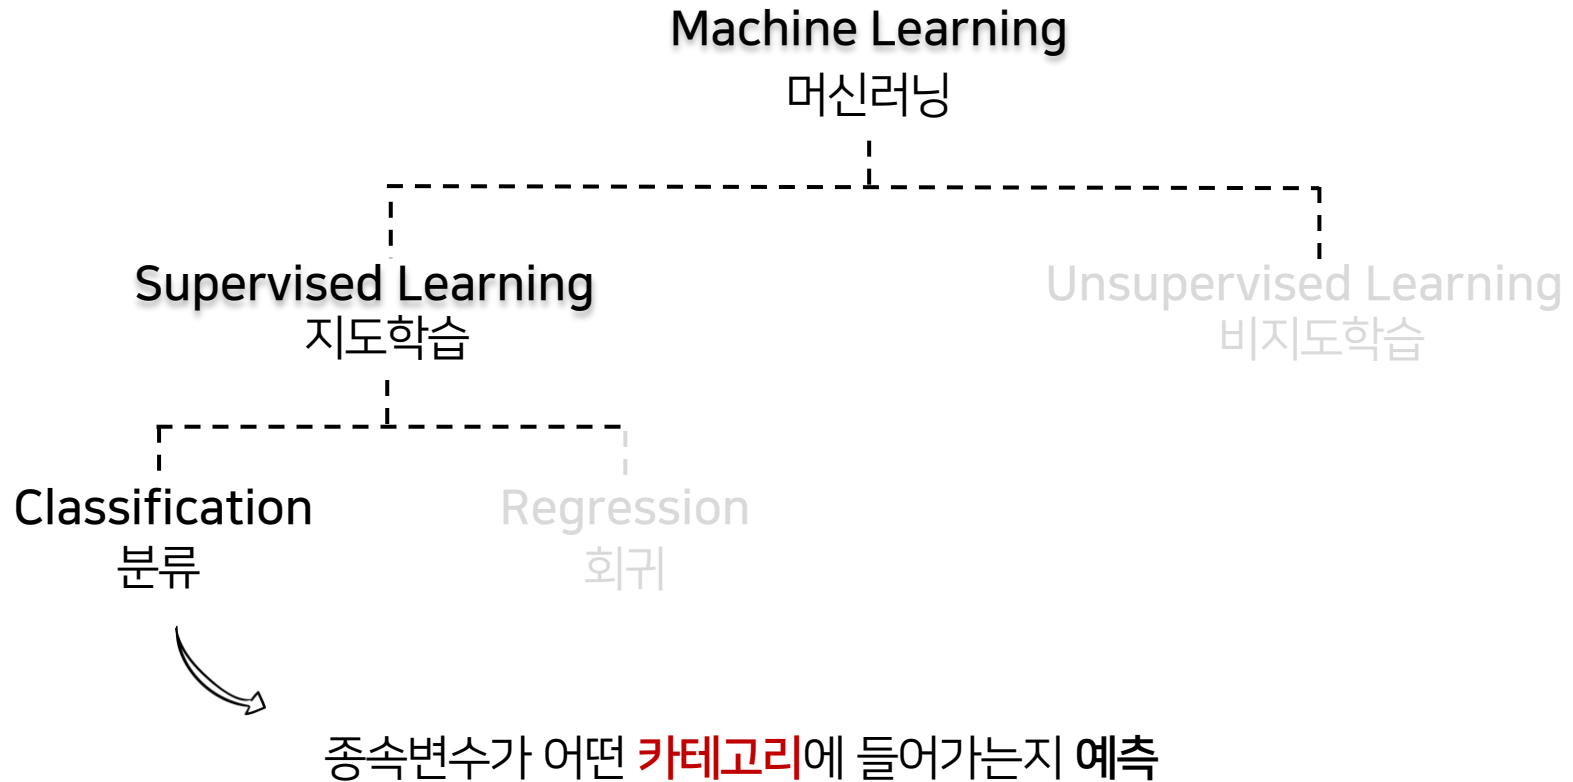 Machine Learning
머신러닝
Supervised Learning
지도학습
Unsupervised Learning
비지도학습
Classification
분류
Regression
회귀
종속변수가 어떤 카테고리에 들어가는지 예측